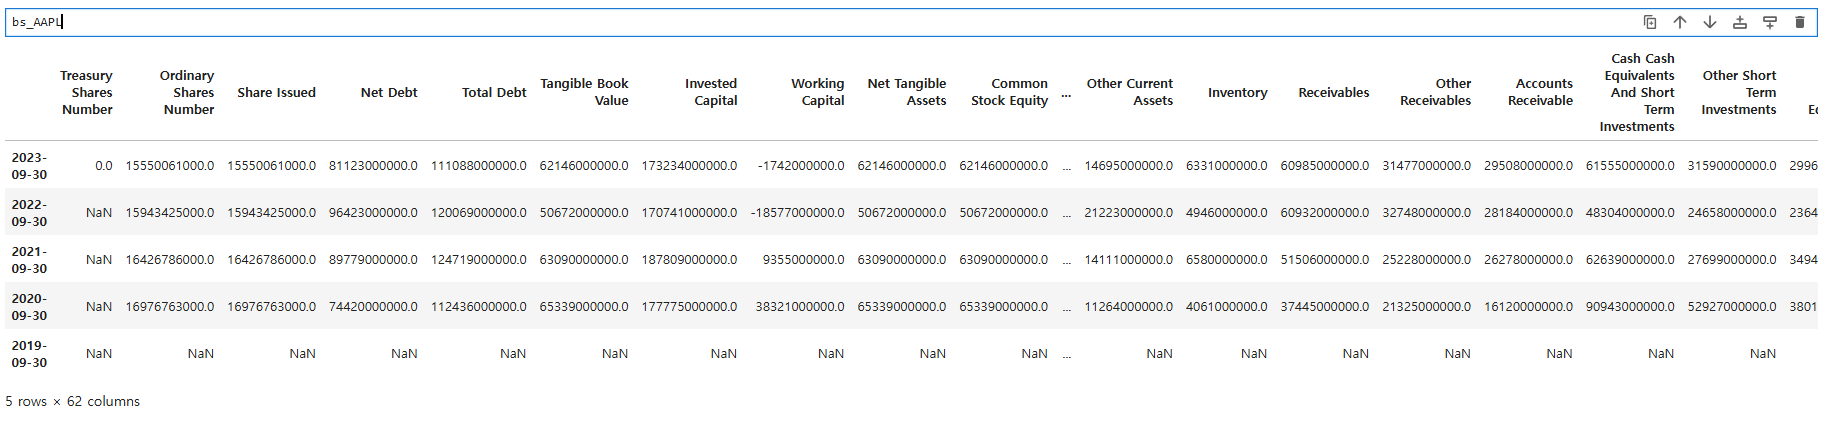 bs_AAPL
Treasury Shares Number Ordinary Shares Number Share Issued Net Debt Total Debt Tangible Book Value Invested Capital Working Capital Net Tangible Assets Common Stock Equity ... Other Current Assets Inventory Receivables Other Receivables Accounts Receivable Cash Cash Equivalents And Short Term Investments Other Short Term Investments
2023-09-30 0.0 15550061000.0 15550061000.0 81123000000.0 111088000000.0 62146000000.0 173234000000.0 -1742000000.0 62146000000.0 62146000000.0 ... 14695000000.0 6331000000.0 60985000000.0 31477000000.0 29508000000.0 61555000000.0 31590000000.0 2996
2022-09-30 NaN 15943425000.0 15943425000.0 96423000000.0 120069000000.0 50672000000.0 170741000000.0 -18577000000.0 50672000000.0 50672000000.0 ... 21223000000.0 4946000000.0 60932000000.0 32748000000.0 28184000000.0 48304000000.0 24658000000.0 2364
2021-09-30 NaN 16426786000.0 16426786000.0 89779000000.0 124719000000.0 63090000000.0 187809000000.0 9355000000.0 63090000000.0 63090000000.0 ... 14111000000.0 6580000000.0 51506000000.0 25228000000.0 26278000000.0 62639000000.0 27699000000.0 3494
2020-09-30 NaN 16976763000.0 16976763000.0 74420000000.0 112436000000.0 65339000000.0 177775000000.0 38321000000.0 65339000000.0 65339000000.0 ... 11264000000.0 4061000000.0 37445000000.0 21325000000.0 16120000000.0 90943000000.0 52927000000.0 3801
2019-09-30 NaN NaN NaN NaN NaN NaN NaN NaN NaN NaN ... NaN NaN NaN NaN NaN NaN NaN
5 rows × 62 columns